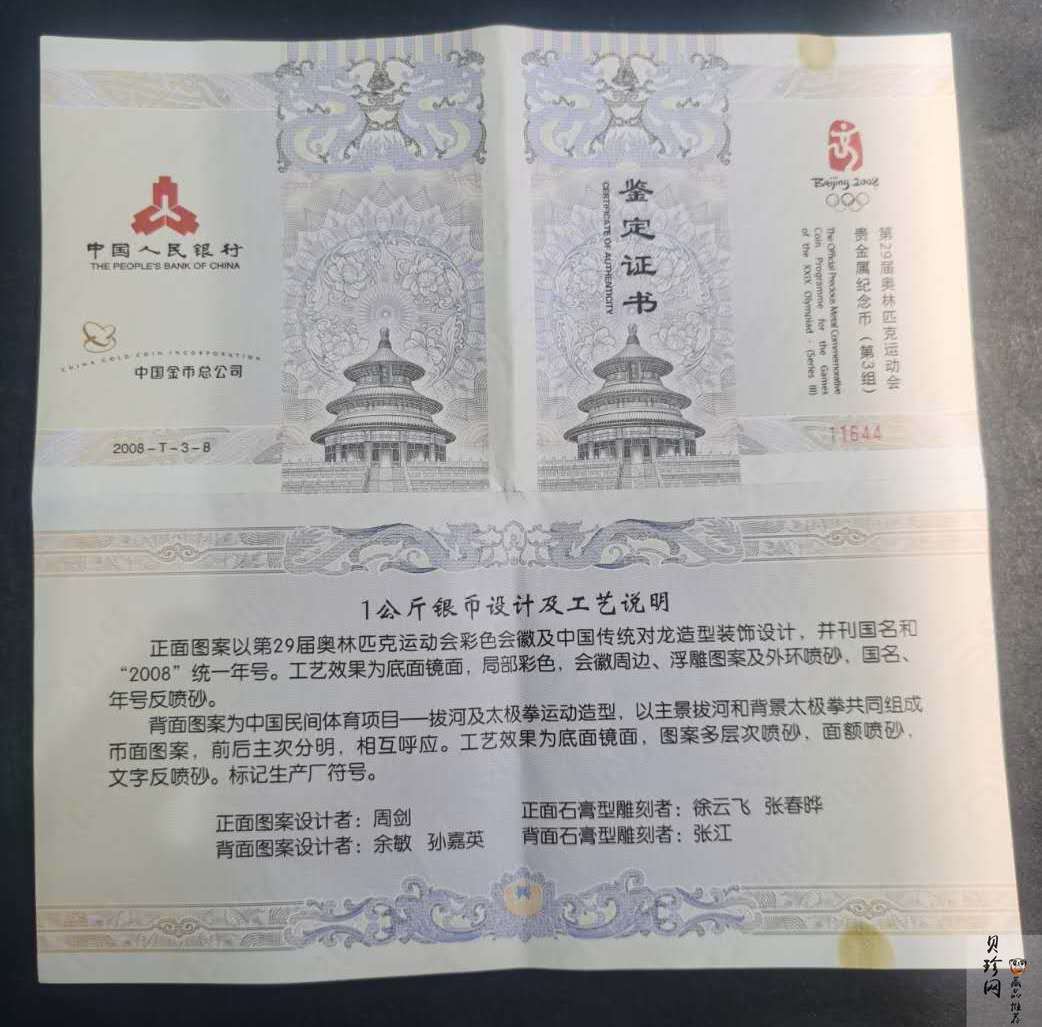 中国人民银行
THE PEOPLE'S BANK OF CHINA
CHINA GOLD COIN INCORPORATION
中国金币总公司
2008-T-3-8
鉴定证书
CERTIFICATE OF AUTHENTICITY
Beijing 2008
第29届奥林匹克运动会
贵金属纪念币（第3组）
The Official Precious Metal Commemorative
Coin Programme for the Games
of the XXIX Olympiad - (Series III)
11644
1公斤银币设计及工艺说明
正面图案以第29届奥林匹克运动会彩色会徽及中国传统对龙造型装饰设计，并刊国名和
“2008”统一年号。工艺效果为底面镜面，局部彩色，会徽周边、浮雕图案及外环喷砂，国名、
年号反喷砂。
背面图案为中国民间体育项目——拔河及太极拳运动造型，以主景拔河和背景太极拳共同组成
币面图案，前后主次分明，相互呼应。工艺效果为底面镜面，图案多层次喷砂，面额喷砂，
文字反喷砂。标记生产厂符号。
正面图案设计者：周剑 正面石膏型雕刻者：徐云飞 张春晔
背面图案设计者：余敏 孙嘉英 背面石膏型雕刻者：张江
贝珍网
藏品推荐